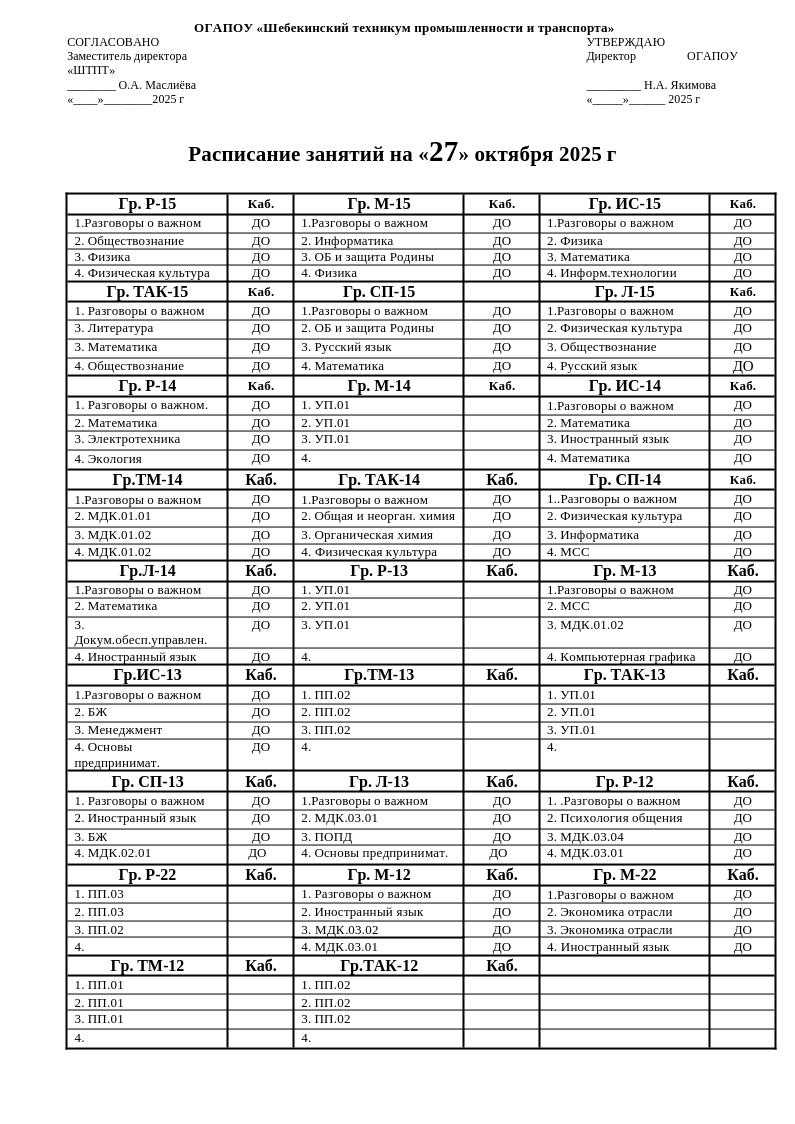 ОГАПОУ «Шебекинский техникум промышленности и транспорта»
СОГЛАСОВАНО УТВЕРЖДАЮ
Заместитель директора Директор ОГАПОУ
«ШТПТ»
________ О.А. Маслиёва _________ Н.А. Якимова
«____»________2025 г «_____»______ 2025 г
Расписание занятий на «27» октября 2025 г
Гр. Р-15 Каб. Гр. М-15 Каб. Гр. ИС-15 Каб.
1.Разговоры о важном ДО 1.Разговоры о важном ДО 1.Разговоры о важном ДО
2. Обществознание ДО 2. Информатика ДО 2. Физика ДО
3. Физика ДО 3. ОБ и защита Родины ДО 3. Математика ДО
4. Физическая культура ДО 4. Физика ДО 4. Информ.технологии ДО
Гр. ТАК-15 Каб. Гр. СП-15 Гр. Л-15 Каб.
1. Разговоры о важном ДО 1.Разговоры о важном ДО 1.Разговоры о важном ДО
3. Литература ДО 2. ОБ и защита Родины ДО 2. Физическая культура ДО
3. Математика ДО 3. Русский язык ДО 3. Обществознание ДО
4. Обществознание ДО 4. Математика ДО 4. Русский язык ДО
Гр. Р-14 Каб. Гр. М-14 Каб. Гр. ИС-14 Каб.
1. Разговоры о важном. ДО 1. УП.01 1.Разговоры о важном ДО
2. Математика ДО 2. УП.01 2. Математика ДО
3. Электротехника ДО 3. УП.01 3. Иностранный язык ДО
4. Экология ДО 4. 4. Математика ДО
Гр.ТМ-14 Каб. Гр. ТАК-14 Каб. Гр. СП-14 Каб.
1.Разговоры о важном ДО 1.Разговоры о важном ДО 1..Разговоры о важном ДО
2. МДК.01.01 ДО 2. Общая и неорган. химия ДО 2. Физическая культура ДО
3. МДК.01.02 ДО 3. Органическая химия ДО 3. Информатика ДО
4. МДК.01.02 ДО 4. Физическая культура ДО 4. МСС ДО
Гр.Л-14 Каб. Гр. Р-13 Каб. Гр. М-13 Каб.
1.Разговоры о важном ДО 1. УП.01 1.Разговоры о важном ДО
2. Математика ДО 2. УП.01 2. МСС ДО
3. ДО 3. УП.01 3. МДК.01.02 ДО
Докум.обесп.управлен.
4. Иностранный язык ДО 4. 4. Компьютерная графика ДО
Гр.ИС-13 Каб. Гр.ТМ-13 Каб. Гр. ТАК-13 Каб.
1.Разговоры о важном ДО 1. ПП.02 1. УП.01
2. БЖ ДО 2. ПП.02 2. УП.01
3. Менеджмент ДО 3. ПП.02 3. УП.01
4. Основы ДО 4. 4.
предпринимат.
Гр. СП-13 Каб. Гр. Л-13 Каб. Гр. Р-12 Каб.
1. Разговоры о важном ДО 1.Разговоры о важном ДО 1. .Разговоры о важном ДО
2. Иностранный язык ДО 2. МДК.03.01 ДО 2. Психология общения ДО
3. БЖ ДО 3. ПОПД ДО 3. МДК.03.04 ДО
4. МДК.02.01 ДО 4. Основы предпринимат. ДО 4. МДК.03.01 ДО
Гр. Р-22 Каб. Гр. М-12 Каб. Гр. М-22 Каб.
1. ПП.03 1. Разговоры о важном ДО 1.Разговоры о важном ДО
2. ПП.03 2. Иностранный язык ДО 2. Экономика отрасли ДО
3. ПП.02 3. МДК.03.02 ДО 3. Экономика отрасли ДО
4. 4. МДК.03.01 ДО 4. Иностранный язык ДО
Гр. ТМ-12 Каб. Гр.ТАК-12 Каб.
1. ПП.01 1. ПП.02
2. ПП.01 2. ПП.02
3. ПП.01 3. ПП.02
4. 4.